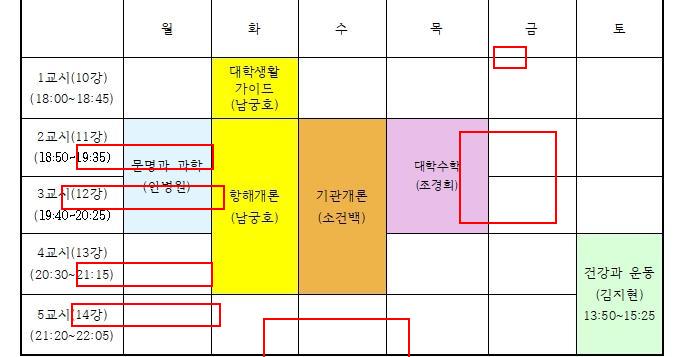 월 화 수 목 금 토
1교시(10강)
(18:00~18:45)
대학생활
가이드
(남궁호)
2교시(11강)
(18:50~19:35)
3교시(12강)
(19:40~20:25)
문명과 과학
(안병원)
항해개론
(남궁호)
기관개론
(소건백)
대학수학
(조경희)
4교시(13강)
(20:30~21:15)
5교시(14강)
(21:20~22:05)
건강과 운동
(김지현)
13:50~15:25